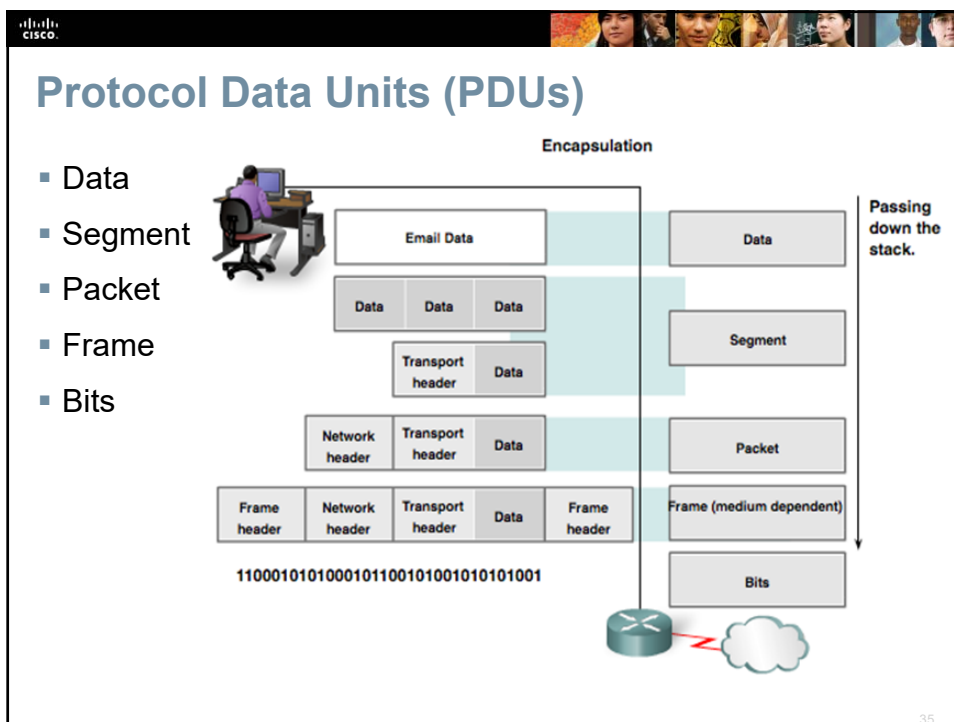 CISCO.
Protocol Data Units (PDUs)
Encapsulation
▪ Data
▪ Segment
▪ Packet
▪ Frame
▪ Bits
Email Data
Data
Passing
down the
stack.
Data Data Data
Segment
Transport
header
Data
Network
header
Transport
header
Data
Packet
Frame
header
Network
header
Transport
header
Data
Frame
header
Frame (medium dependent)
1100010101000101100101001010101001
Bits
35